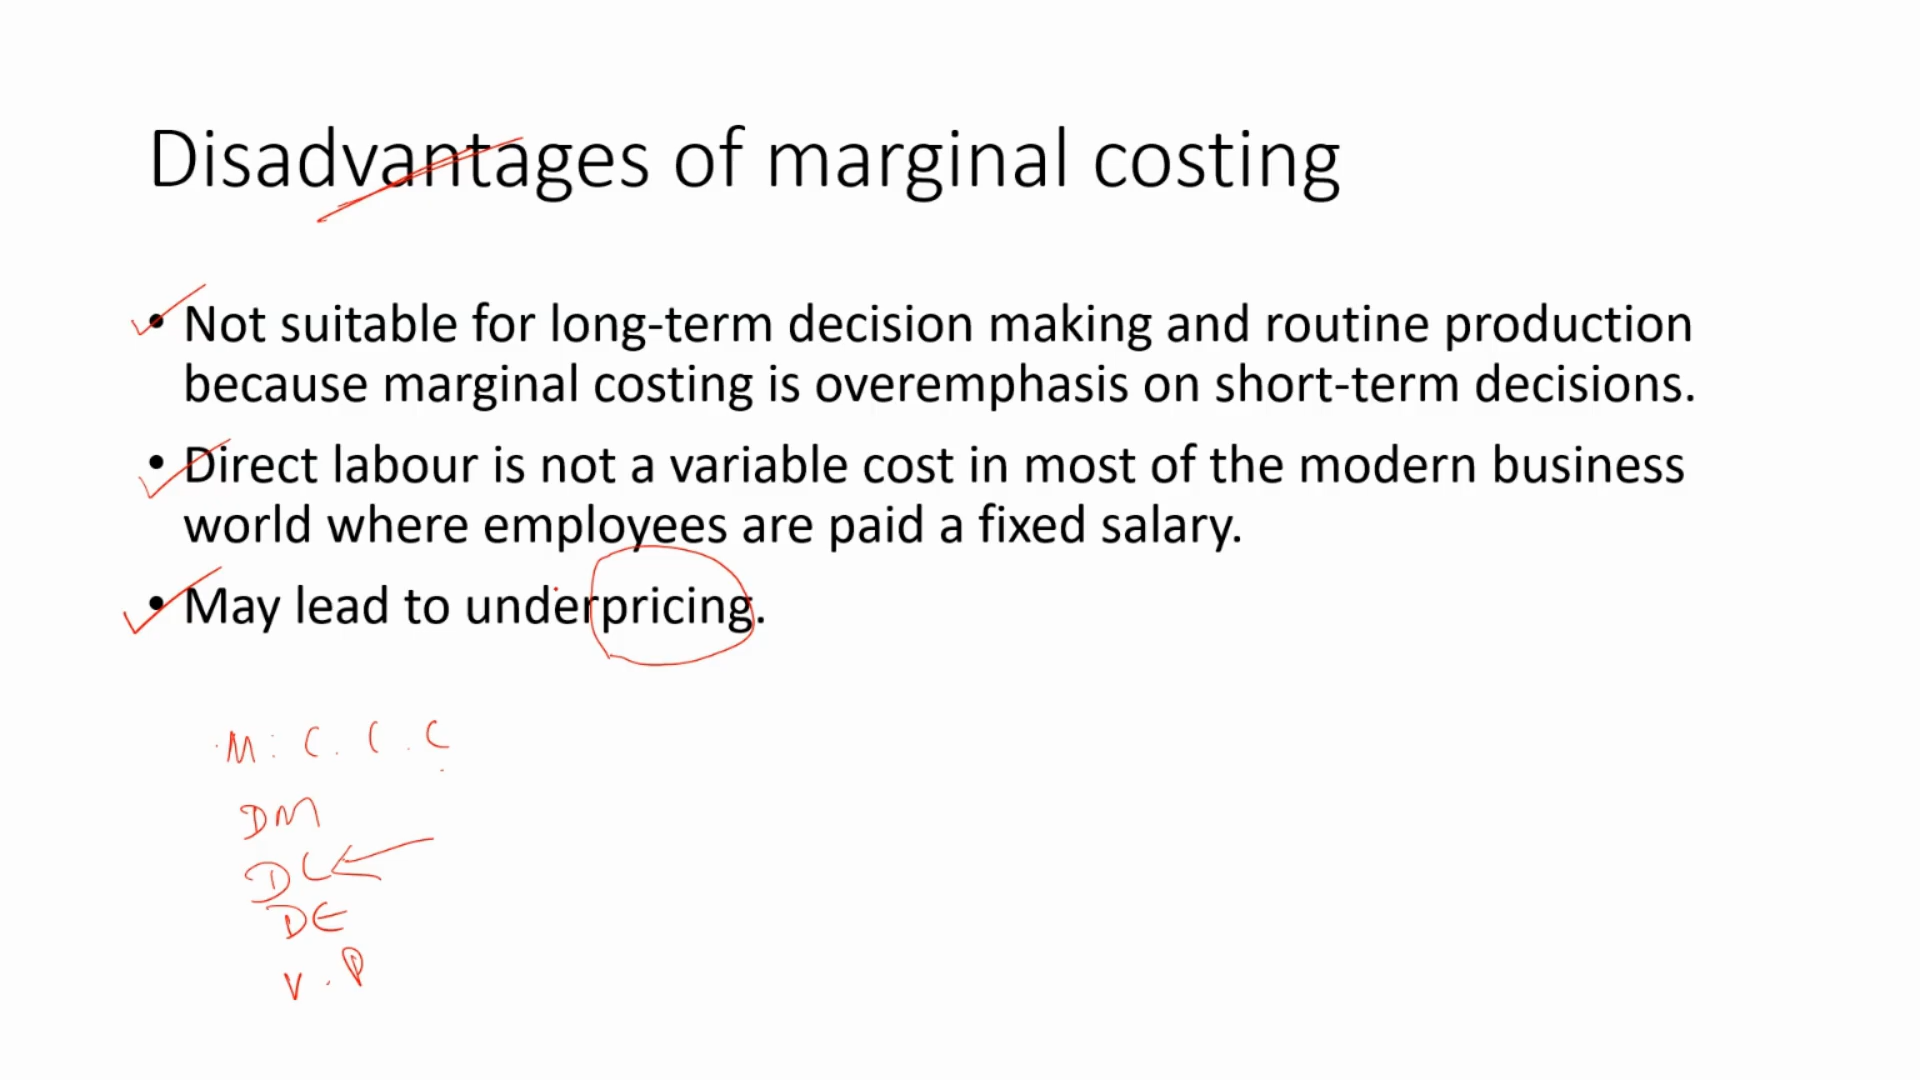 Disadvantages of marginal costing
• Not suitable for long-term decision making and routine production
because marginal costing is overemphasis on short-term decisions.
• Direct labour is not a variable cost in most of the modern business
world where employees are paid a fixed salary.
• May lead to underpricing.
M: C. C. C
DM
DL
DE
V. P